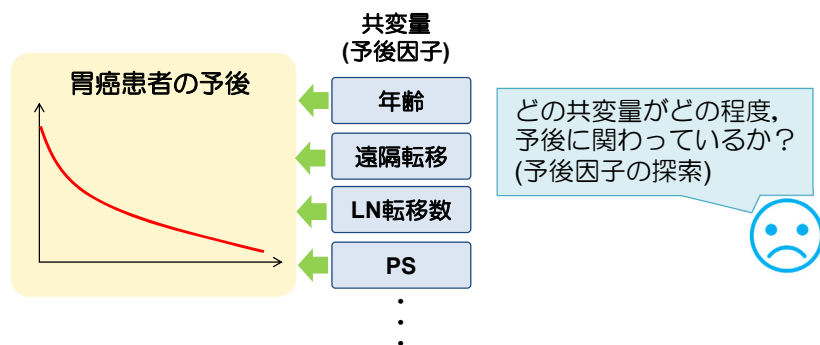 共変量
(予後因子)
胃癌患者の予後
年齢
遠隔転移
LN転移数
PS
・
・
・
どの共変量がどの程度,
予後に関わっているか？
(予後因子の探索)